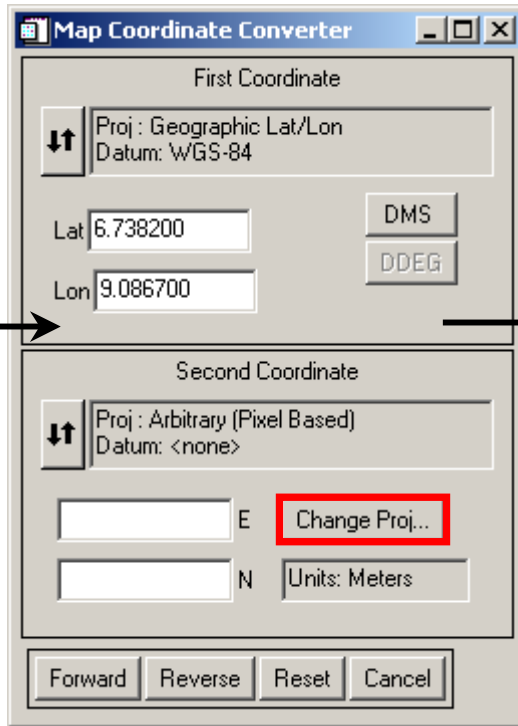 Map Coordinate Converter
First Coordinate
Proj : Geographic Lat/Lon
Datum: WGS-84
Lat 6.738200
DMS
DDEG
Lon 9.086700
Second Coordinate
Proj : Arbitrary (Pixel Based)
Datum: <none>
E Change Proj...
N Units: Meters
Forward Reverse Reset Cancel